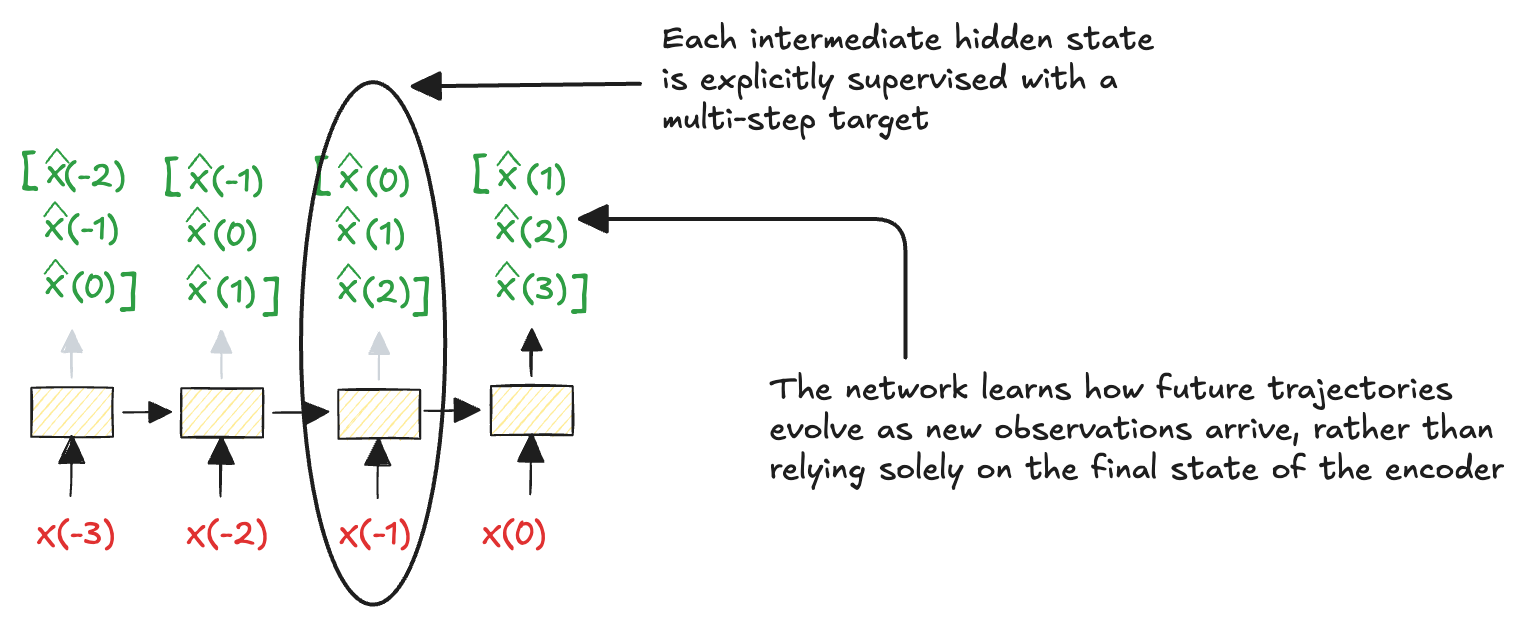 Each intermediate hidden state
is explicitly supervised with a
multi-step target
[x̂(-2) [x̂(-1) [x̂(0) [x̂(1)
x̂(-1) x̂(0) x̂(1) x̂(2)
x̂(0)] x̂(1)] x̂(2)] x̂(3)]
The network learns how future trajectories
evolve as new observations arrive, rather than
relying solely on the final state of the encoder
x(-3) x(-2) x(-1) x(0)